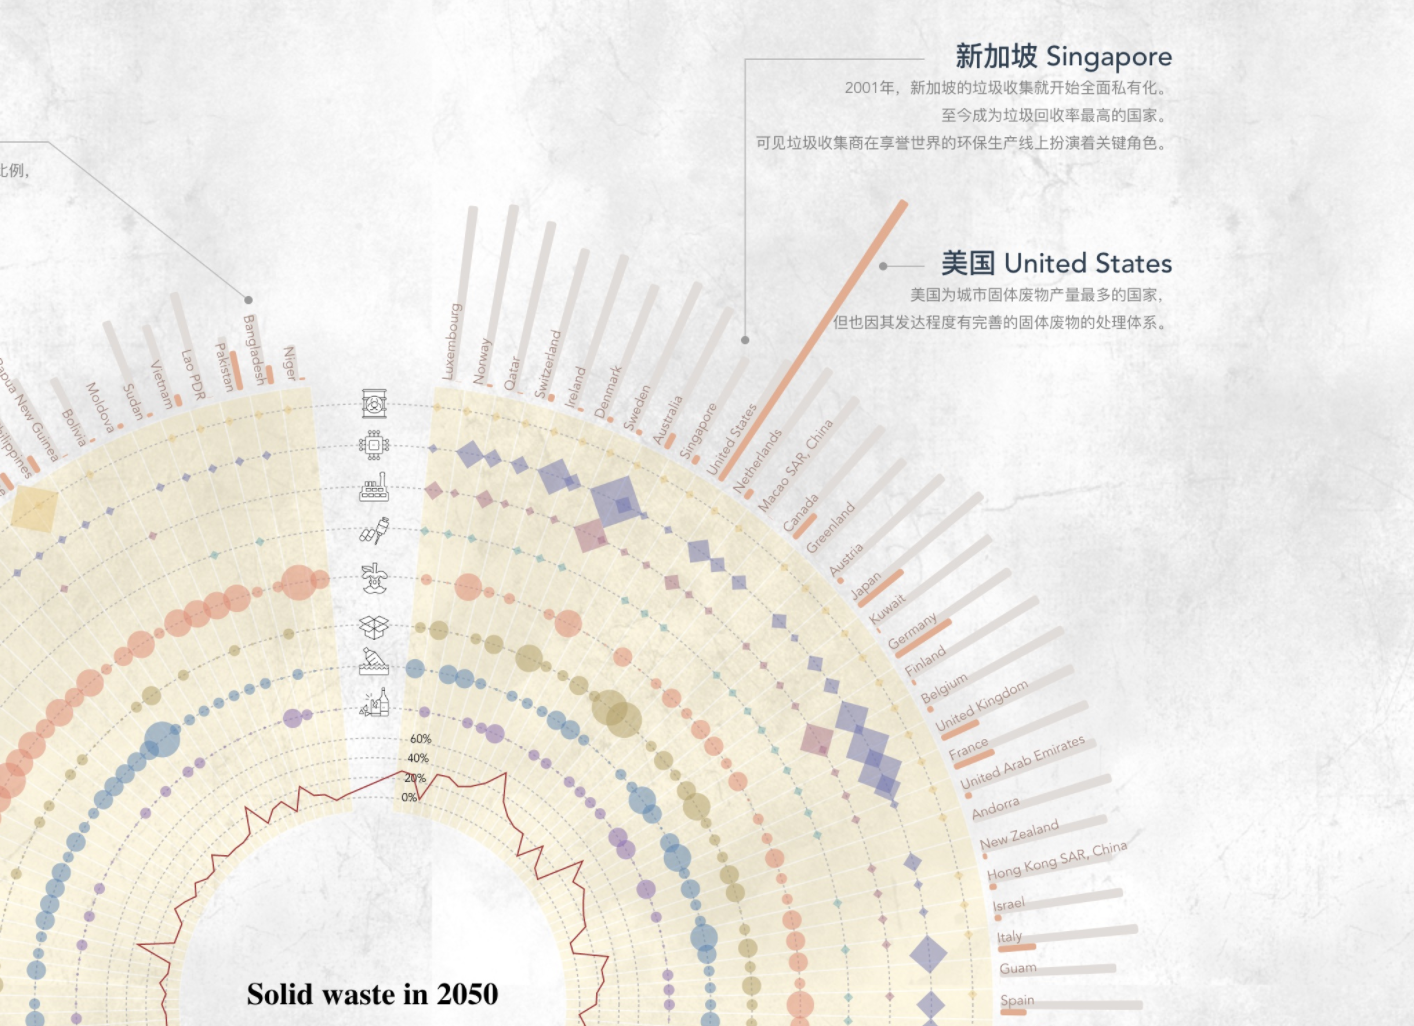 新加坡 Singapore
2001年，新加坡的垃圾收集就开始全面私有化。
至今成为垃圾回收率最高的国家。
可见垃圾收集商在享誉世界的环保生产线上扮演着关键角色。
比例，
美国 United States
美国为城市固体废物产量最多的国家，
但也因其发达程度有完善的固体废物的处理体系。
Papua New Guinea
Bolivia
Moldova
Sudan
Vietnam
Lao PDR
Pakistan
Bangladesh
Niger
Luxembourg
Norway
Qatar
Switzerland
Ireland
Denmark
Sweden
Australia
Singapore
United States
Netherlands
Macao SAR, China
Canada
Greenland
Austria
Japan
Kuwait
Germany
Finland
Belgium
United Kingdom
France
United Arab Emirates
Andorra
New Zealand
Hong Kong SAR, China
Israel
Italy
Guam
Spain
60%
40%
20%
0%
Solid waste in 2050